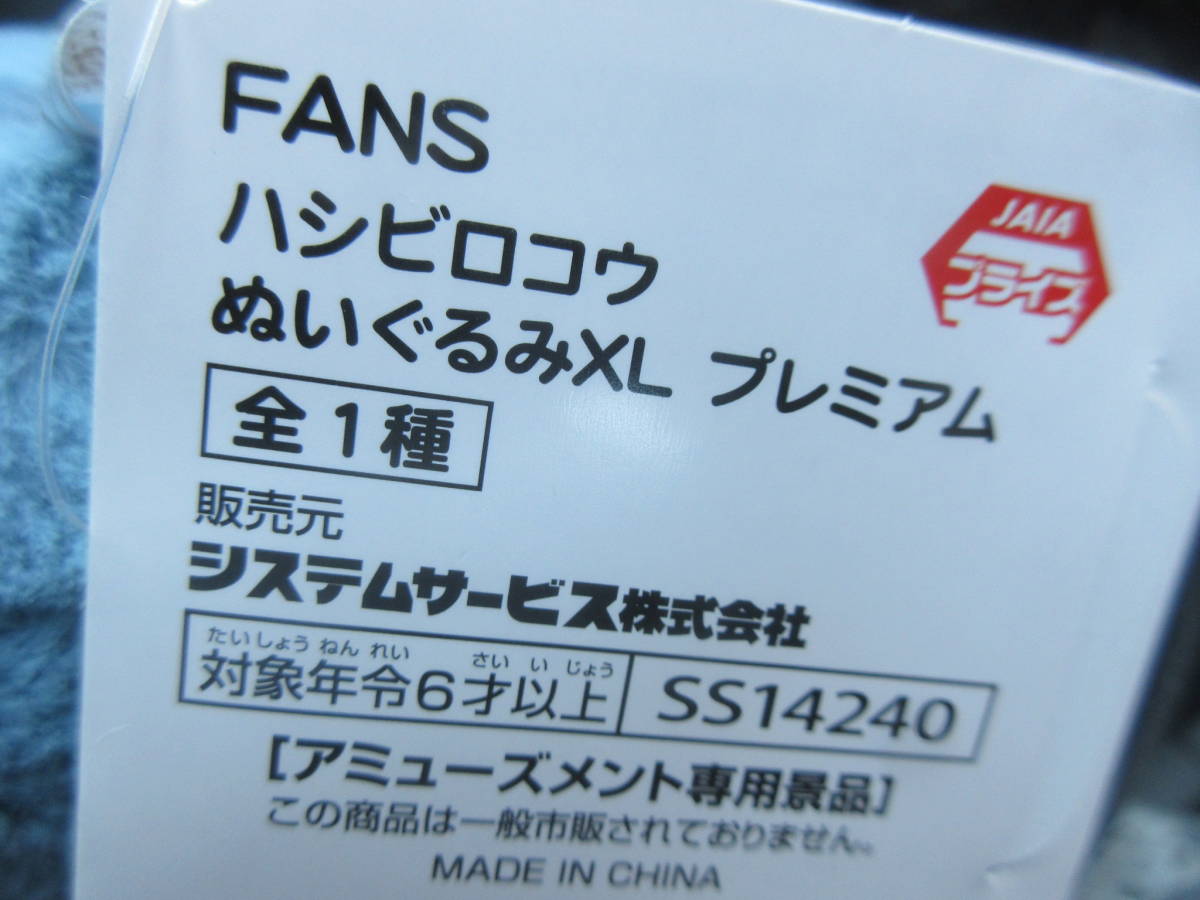 FANS
ハシビロコウ
JAIA
プライズ
ぬいぐるみXL プレミアム
全1種
販売元
システムサービス株式会社
たいしょう ねん れい さい い じょう
対象年令6才以上 SS14240
[アミューズメント専用景品]
この商品は一般市販されておりません。
MADE IN CHINA